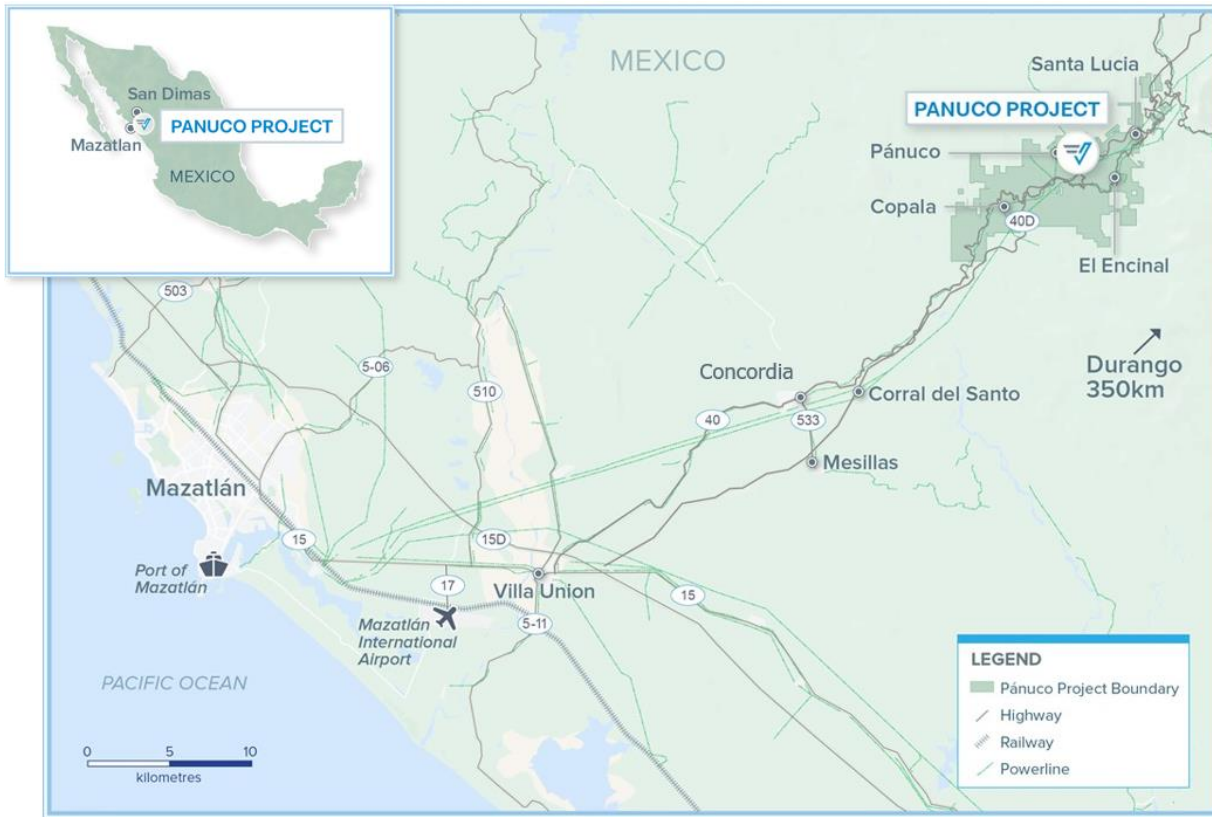 San Dimas
PANUCO PROJECT
Mazatlan
MEXICO
MEXICO
Santa Lucia
PANUCO PROJECT
Pánuco
Copala
40D
El Encinal
Durango
350km
503
5-06
510
Concordia
Corral del Santo
40
533
Mesillas
Mazatlán
15
15D
Port of
Mazatlán
17
Villa Union
15
Mazatlán
International
Airport
5-11
PACIFIC OCEAN
0 5 10
kilometres
LEGEND
Pánuco Project Boundary
Highway
Railway
Powerline